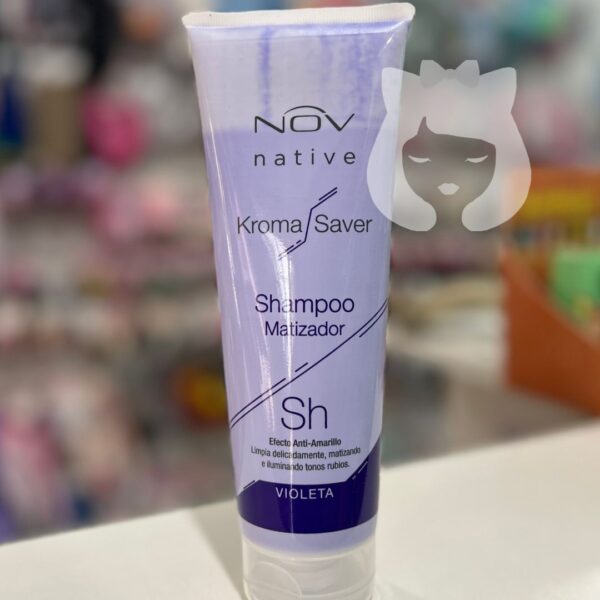 NOV
native
Kroma Saver
Shampoo
Matizador
Sh
Efecto Anti-Amarillo
Limpia delicadamente, matizando
e iluminando tonos rubios.
VIOLETA